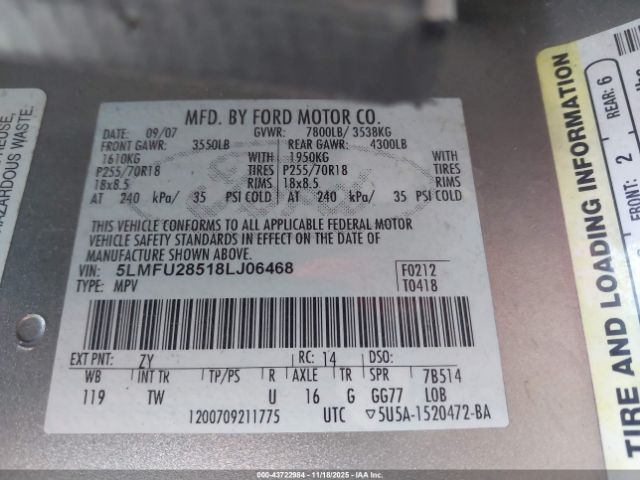 MFD. BY FORD MOTOR CO.
DATE: 09/07 GVWR: 7800LB/ 3538KG
FRONT GAWR: 3550LB REAR GAWR: 4300LB
1610KG WITH 1950KG WITH
P255/70R18 TIRES P255/70R18 TIRES
18x8.5 RIMS 18x8.5 RIMS
AT 240 kPa/ 35 PSI COLD AT 240 kPa/ 35 PSI COLD
THIS VEHICLE CONFORMS TO ALL APPLICABLE FEDERAL MOTOR
VEHICLE SAFETY STANDARDS IN EFFECT ON THE DATE OF
MANUFACTURE SHOWN ABOVE.
VIN: 5LMFU28518LJ06468 F0212
TYPE: MPV T0418
EXT PNT: ZY RC: 14 DSO:
WB INT TR TP/PS R AXLE TR SPR 7B514
119 TW U 16 G GG77 LOB
1200709211775 UTC ▽5U5A-1520472-BA
HAZARDOUS WASTE.
TIRE AND LOADING INFORMATION
FRONT: 2 REAR: 6
000-43722984 | 11/18/2025 | IAA Inc.